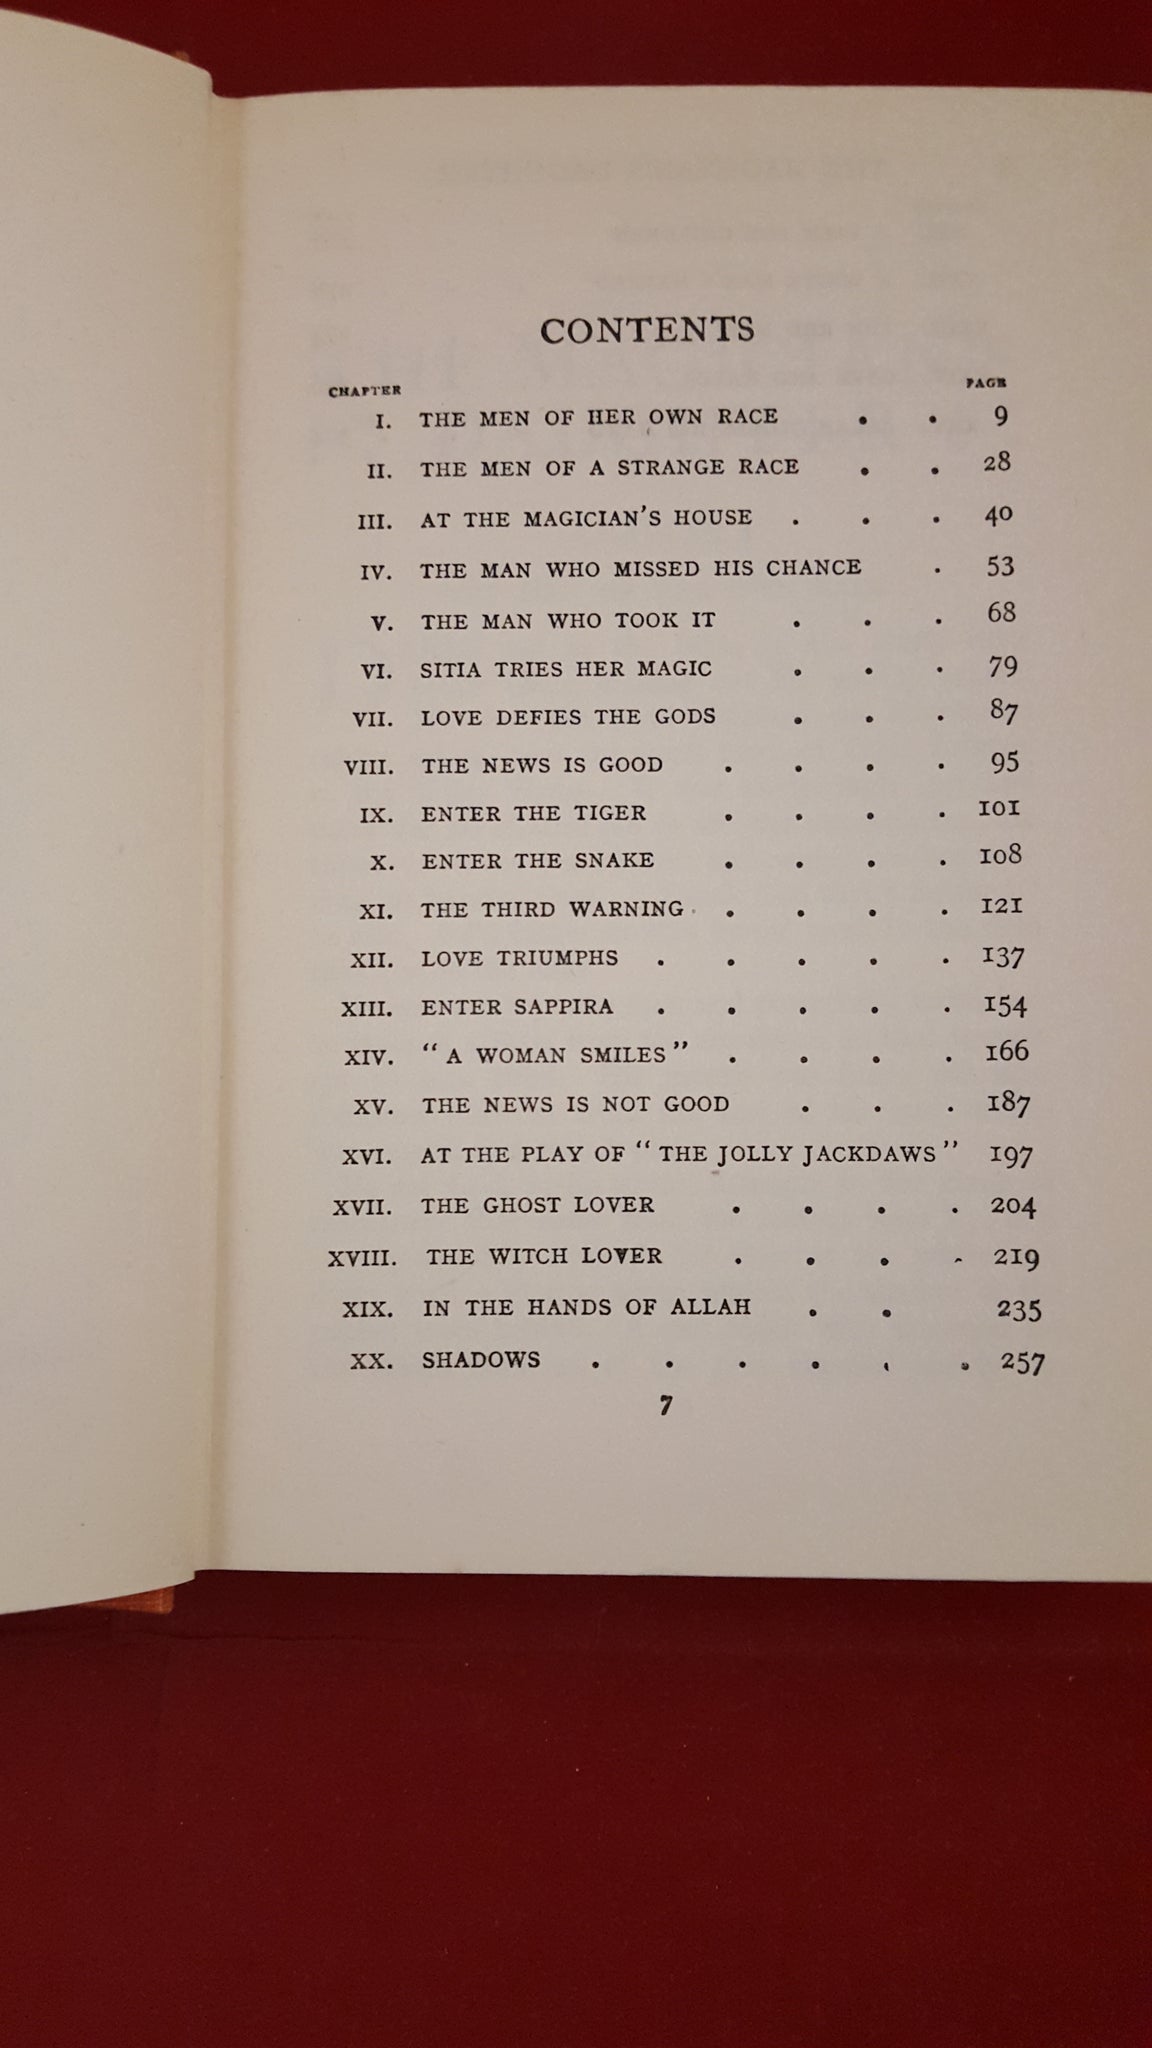 CONTENTS
CHAPTER PAGE
I. THE MEN OF HER OWN RACE . . 9
II. THE MEN OF A STRANGE RACE . . 28
III. AT THE MAGICIAN'S HOUSE . . . 40
IV. THE MAN WHO MISSED HIS CHANCE . 53
V. THE MAN WHO TOOK IT . . . 68
VI. SITIA TRIES HER MAGIC . . . 79
VII. LOVE DEFIES THE GODS . . . 87
VIII. THE NEWS IS GOOD . . . . 95
IX. ENTER THE TIGER . . . . 101
X. ENTER THE SNAKE . . . . 108
XI. THE THIRD WARNING . . . . 121
XII. LOVE TRIUMPHS . . . . . 137
XIII. ENTER SAPPIRA . . . . . 154
XIV. "A WOMAN SMILES" . . . . 166
XV. THE NEWS IS NOT GOOD . . . 187
XVI. AT THE PLAY OF "THE JOLLY JACKDAWS" 197
XVII. THE GHOST LOVER . . . . 204
XVIII. THE WITCH LOVER . . . . 219
XIX. IN THE HANDS OF ALLAH . . 235
XX. SHADOWS . . . . . . 257
7